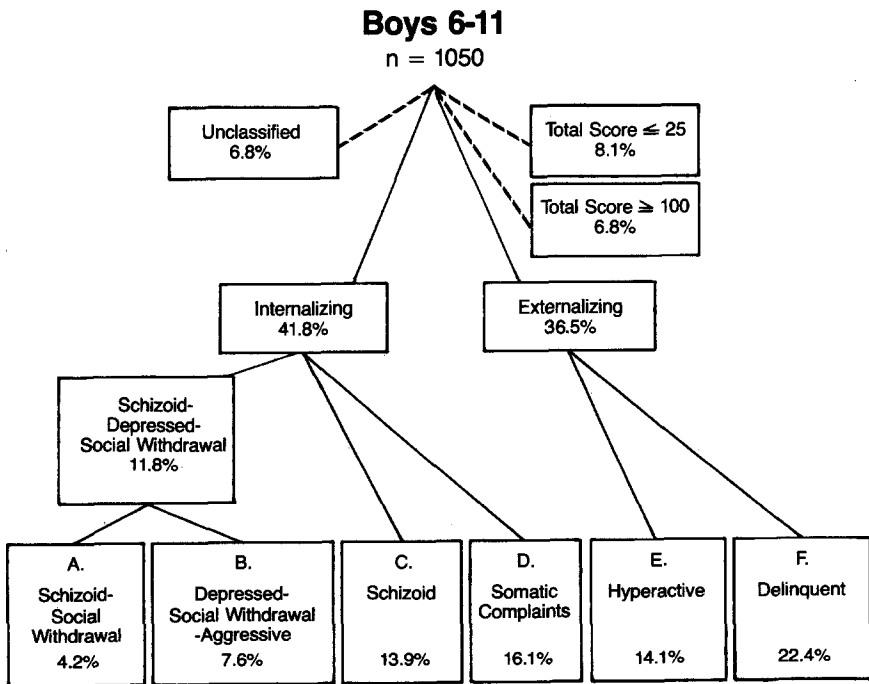 Boys 6-11
n = 1050
Unclassified
6.8%
Total Score ≦ 25
8.1%
Total Score ≧ 100
6.8%
Internalizing
41.8%
Externalizing
36.5%
Schizoid-
Depressed-
Social Withdrawal
11.8%
A.
Schizoid-
Social
Withdrawal
4.2%
B.
Depressed-
Social Withdrawal
-Aggressive
7.6%
C.
Schizoid
13.9%
D.
Somatic
Complaints
16.1%
E.
Hyperactive
14.1%
F.
Delinquent
22.4%